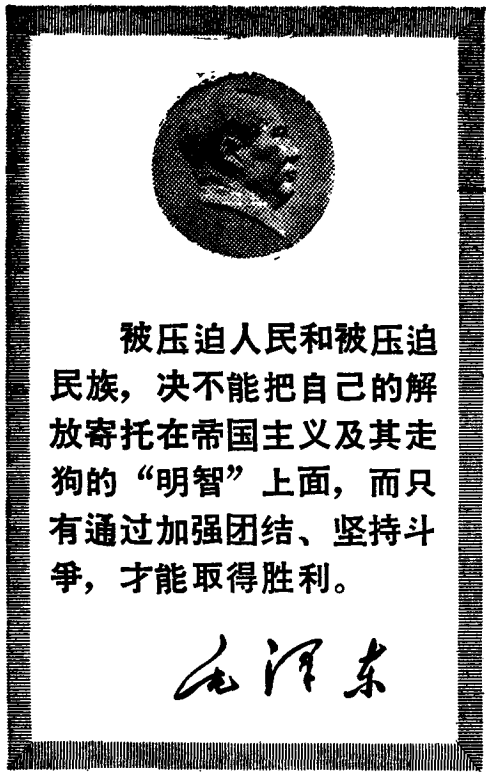 被压迫人民和被压迫
民族，决不能把自己的解
放寄托在帝国主义及其走
狗的“明智”上面，而只
有通过加强团结、坚持斗
争，才能取得胜利。
毛泽东